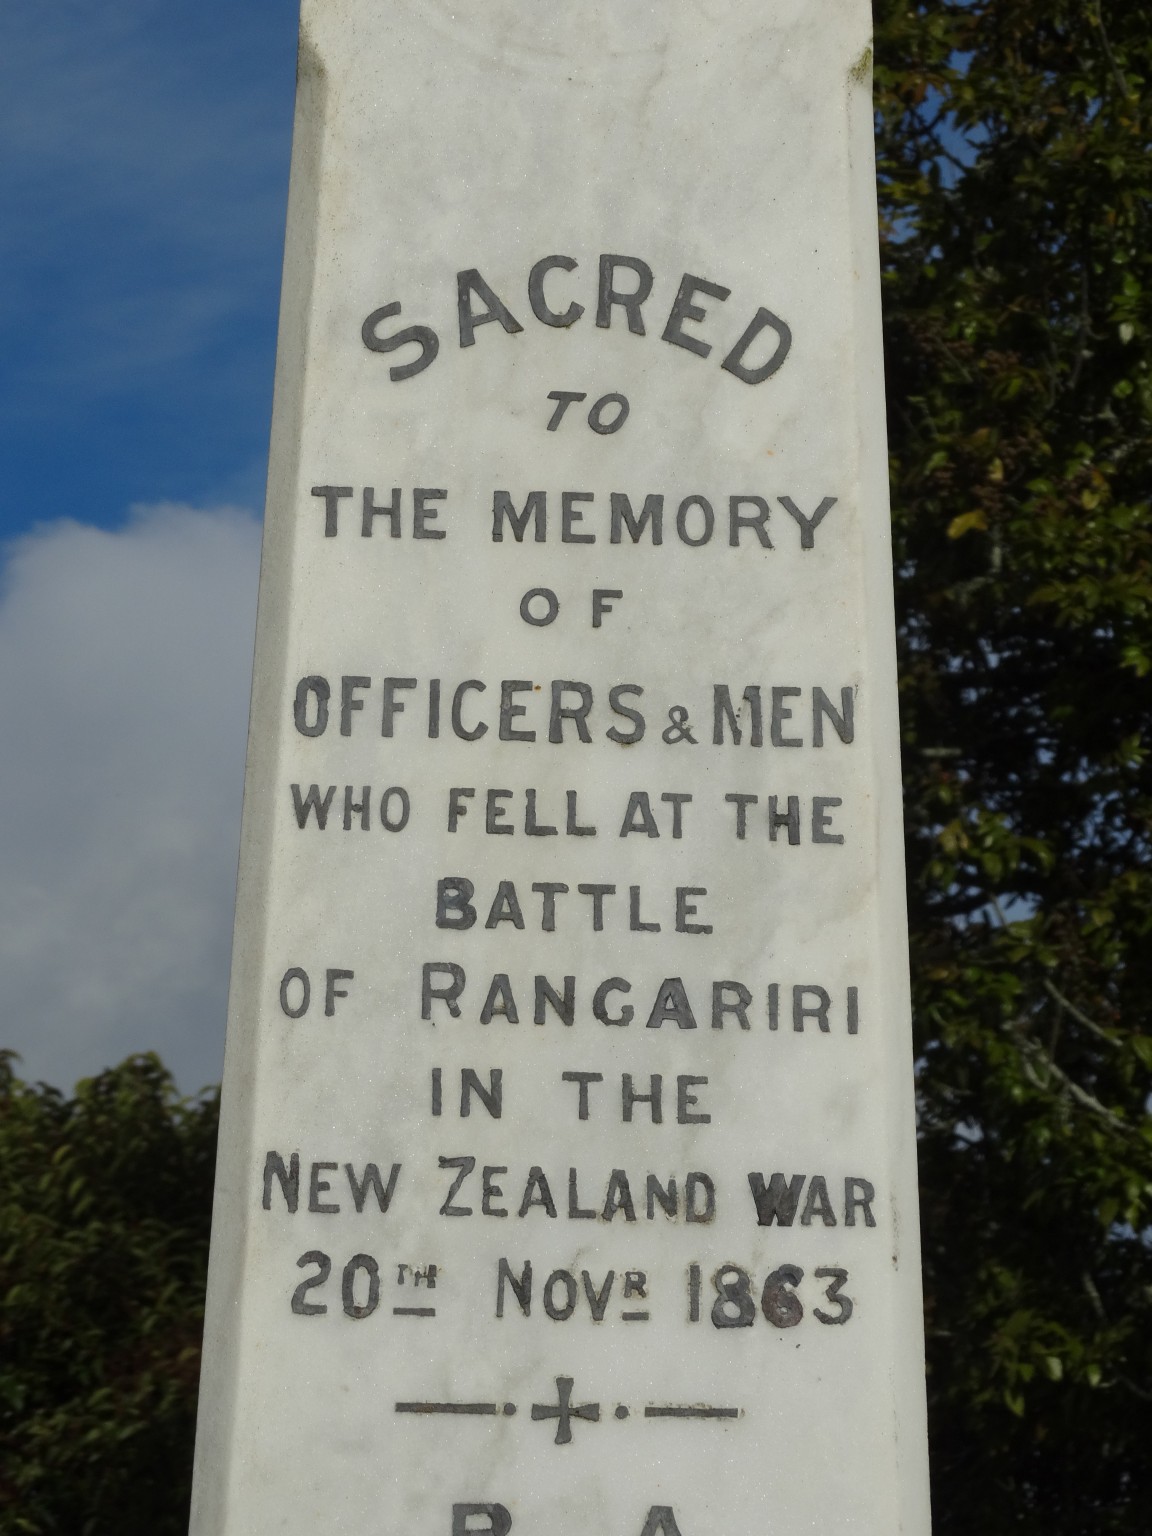 SACRED
TO
THE MEMORY
OF
OFFICERS & MEN
WHO FELL AT THE
BATTLE
OF RANGARIRI
IN THE
NEW ZEALAND WAR
20TH NOVR 1863
R A